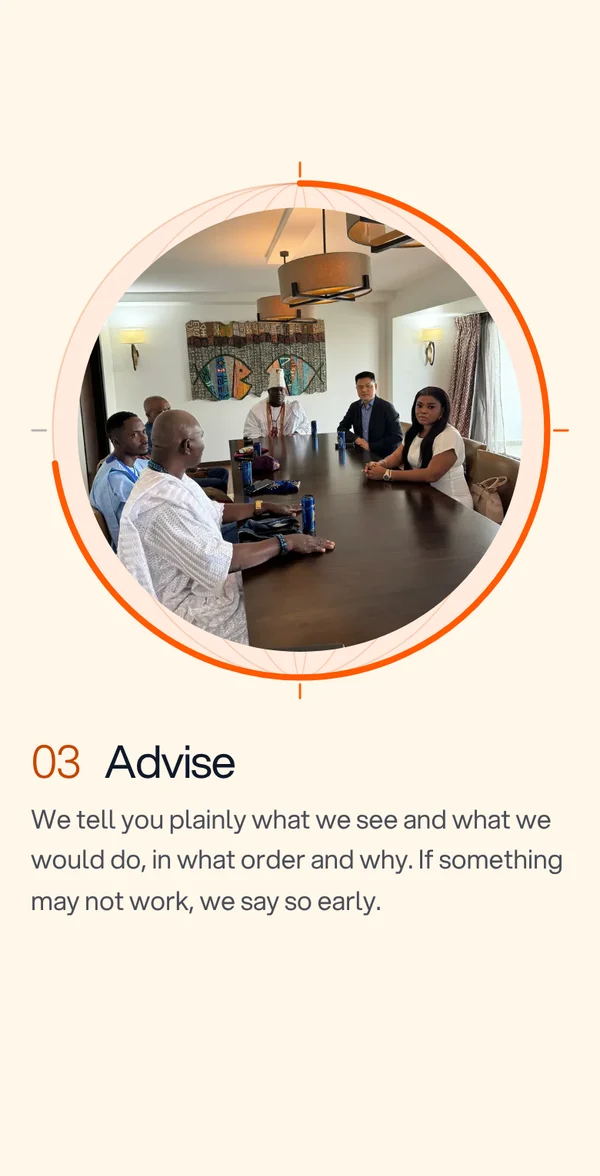 03 Advise
We tell you plainly what we see and what we
would do, in what order and why. If something
may not work, we say so early.